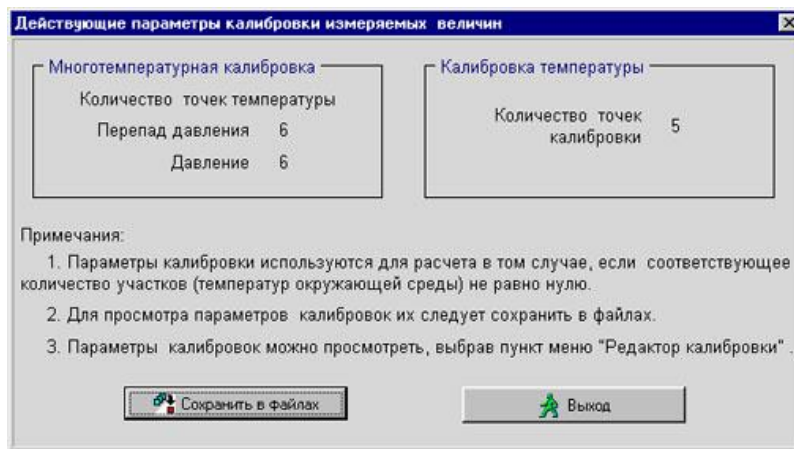 Действующие параметры калибровки измеряемых величин
Многотемпературная калибровка
Количество точек температуры
Перепад давления 6
Давление 6
Калибровка температуры
Количество точек
калибровки 5
Примечания:
1. Параметры калибровки используются для расчета в том случае, если соответствующее
количество участков (температур окружающей среды) не равно нулю.
2. Для просмотра параметров калибровок их следует сохранить в файлах.
3. Параметры калибровок можно просмотреть, выбрав пункт меню "Редактор калибровки" .
Сохранить в файлах
Выход